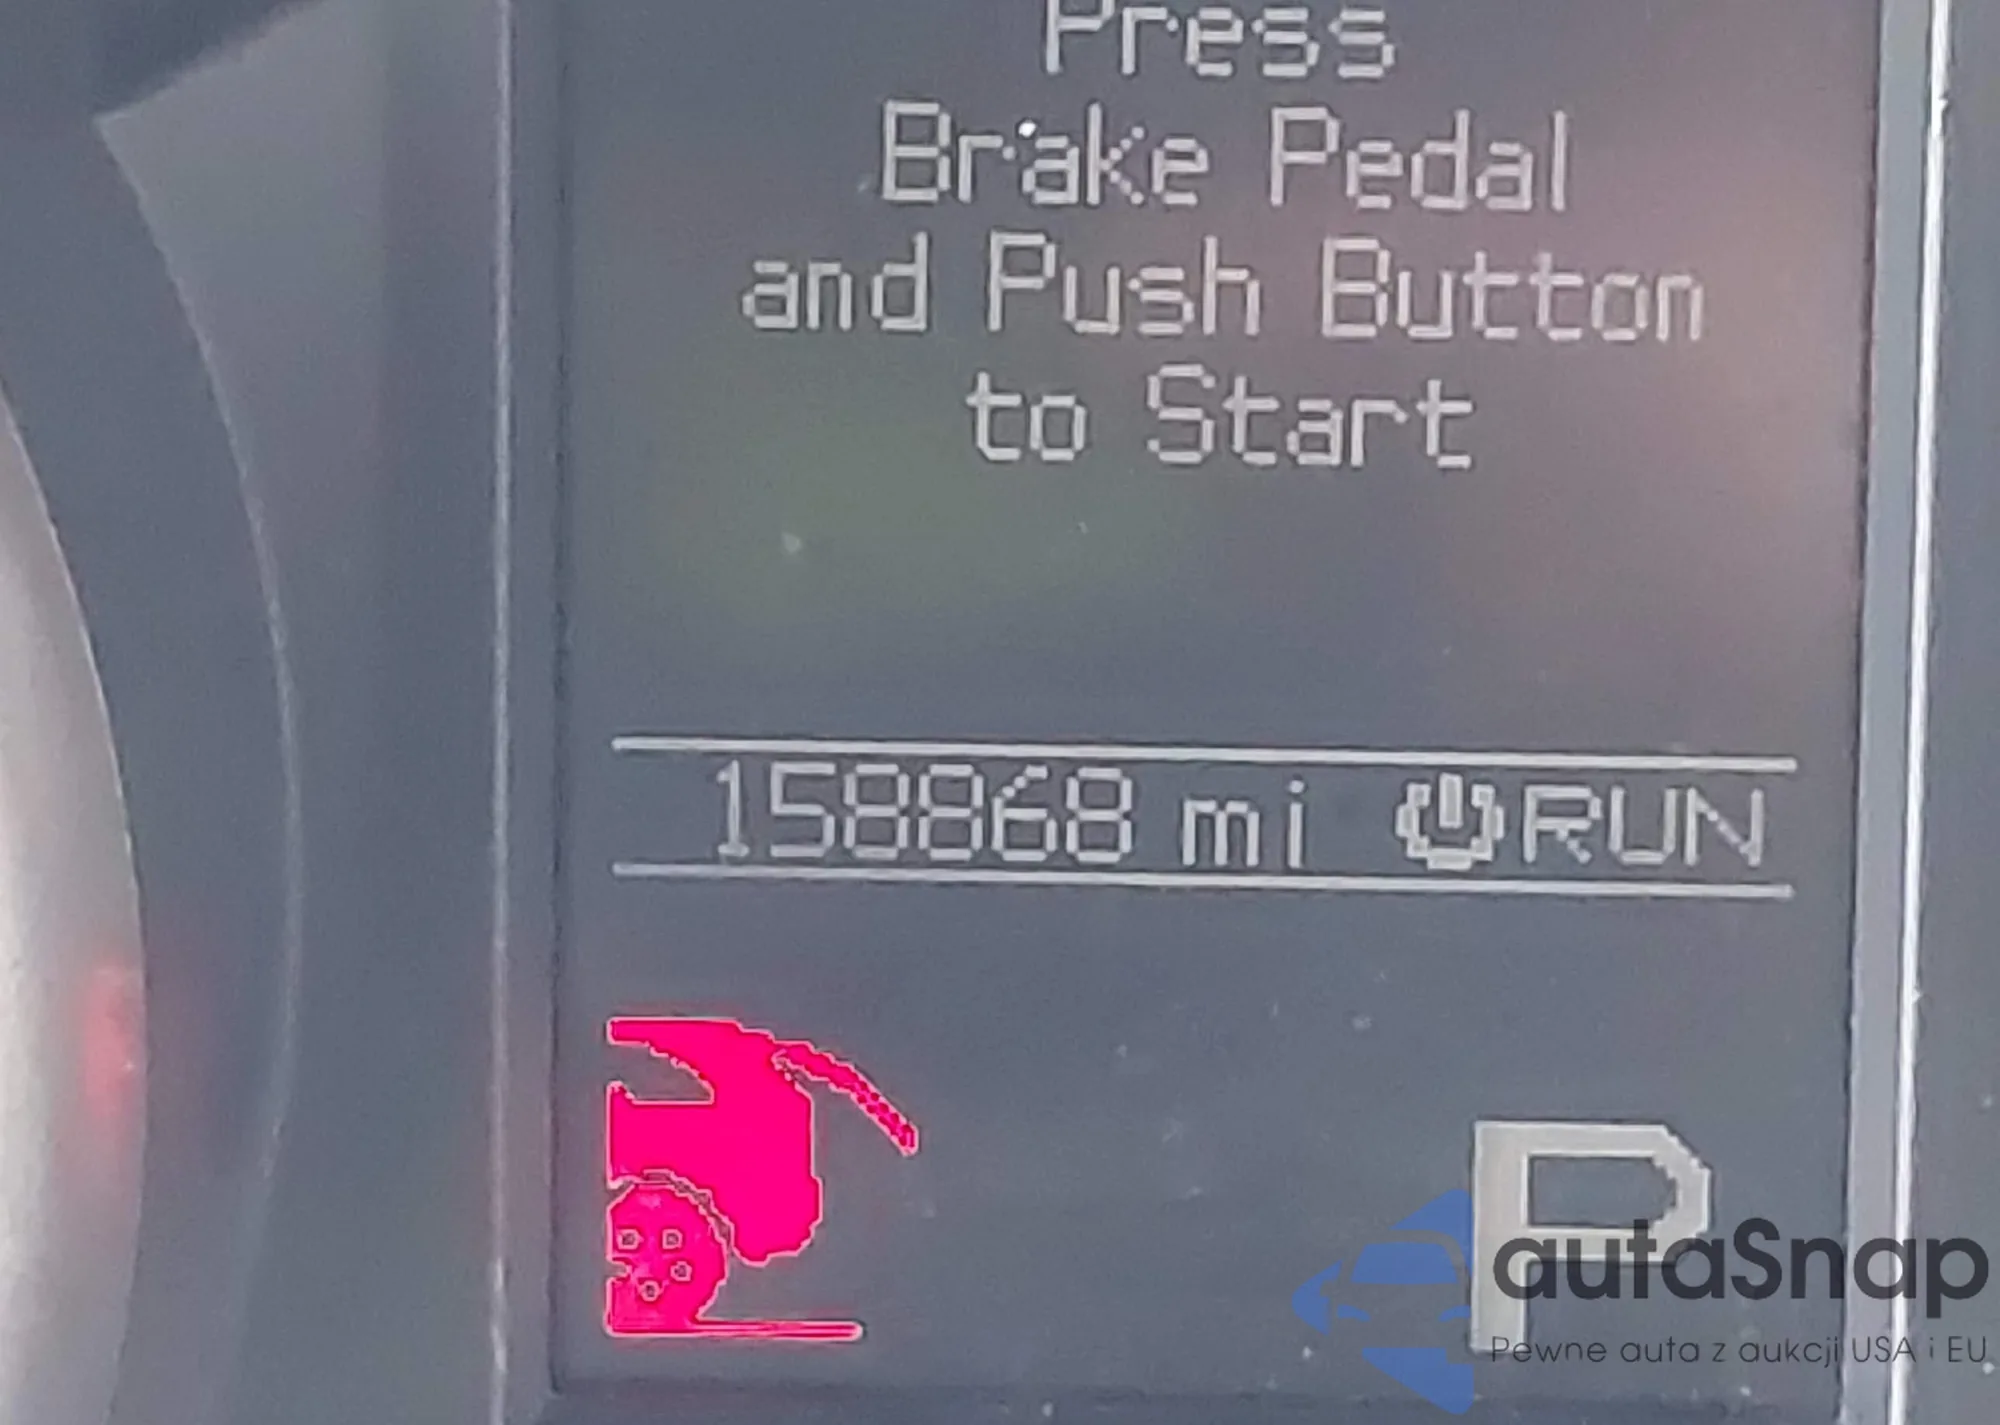 Press
Brake Pedal
and Push Button
to Start
158868 mi RUN
P
autaSnap
Pewne auta z aukcji USA i EU